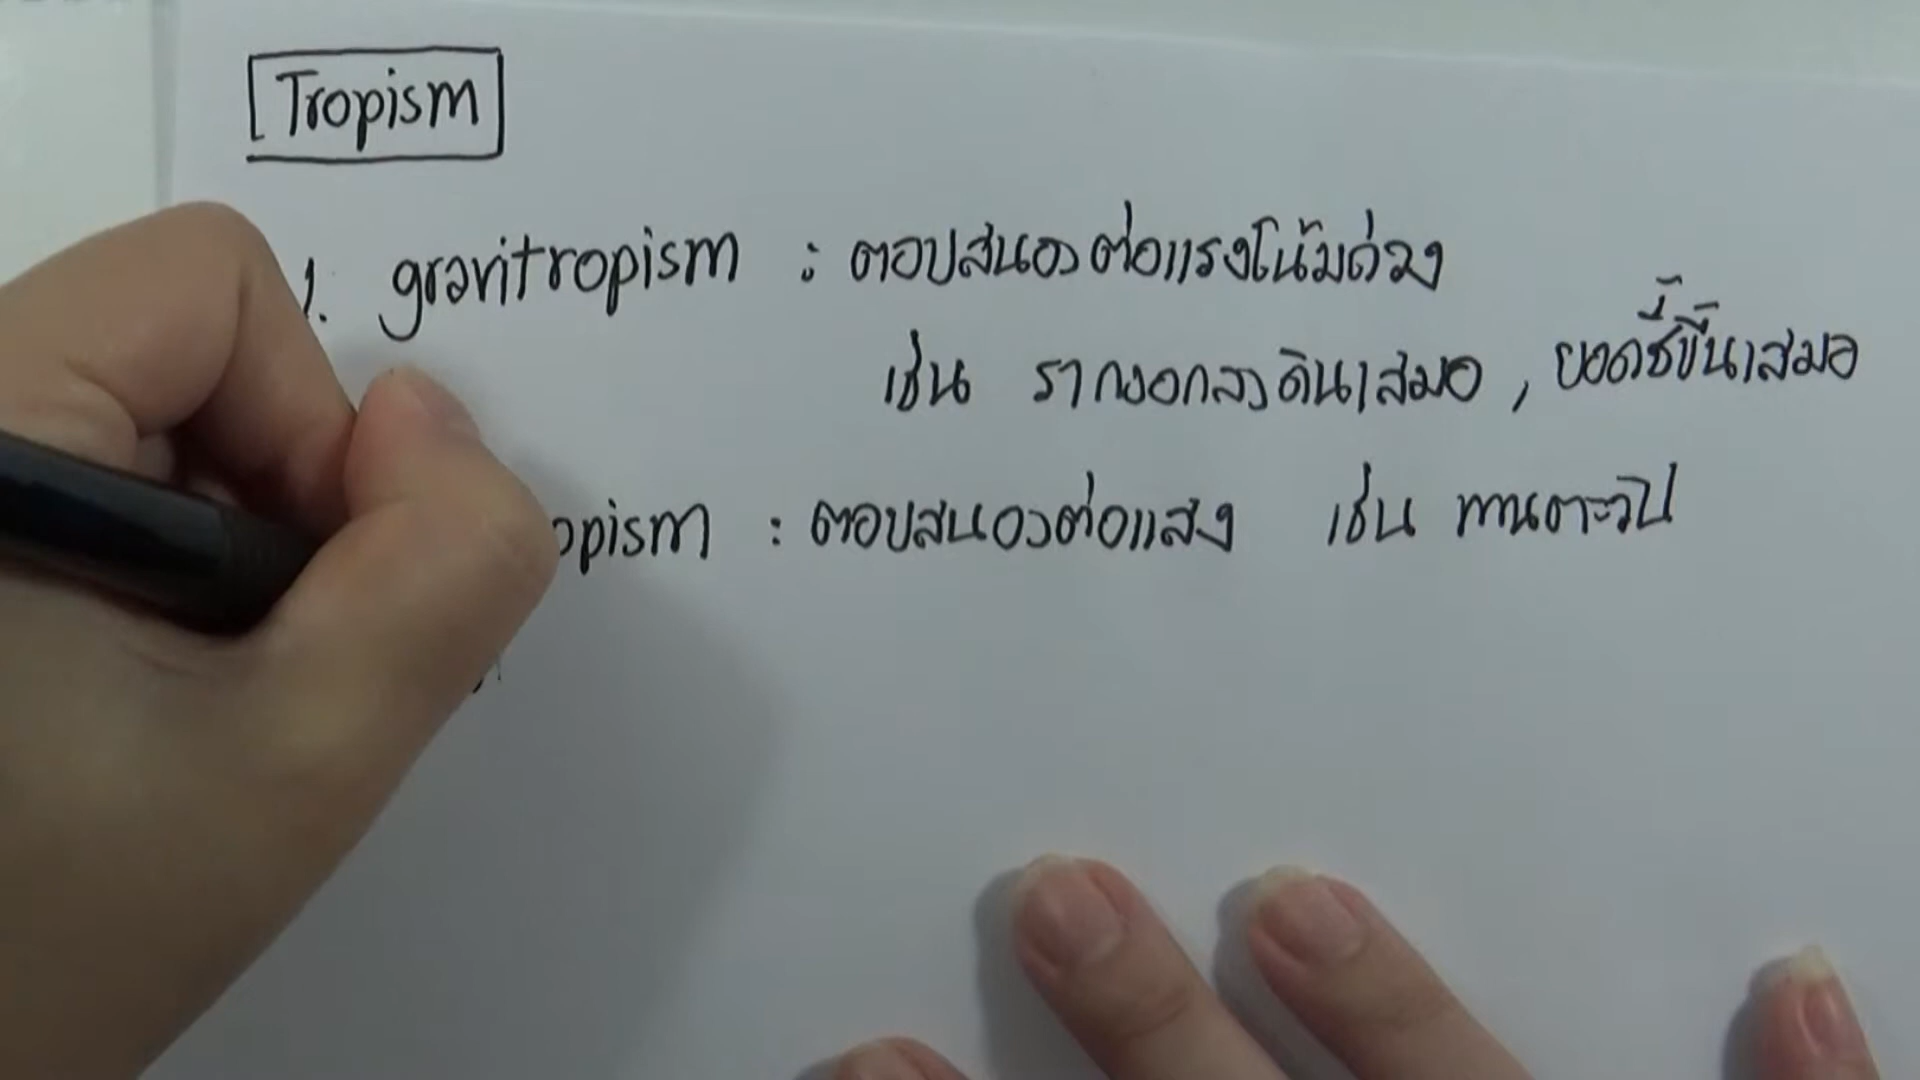 Tropism
1. gravitropism : ตอบสนองต่อแรงโน้มถ่วง
เช่น รากงอกลงดินเสมอ , ยอดชี้ขึ้นเสมอ
opism : ตอบสนองต่อแสง เช่น ทานตะวัน